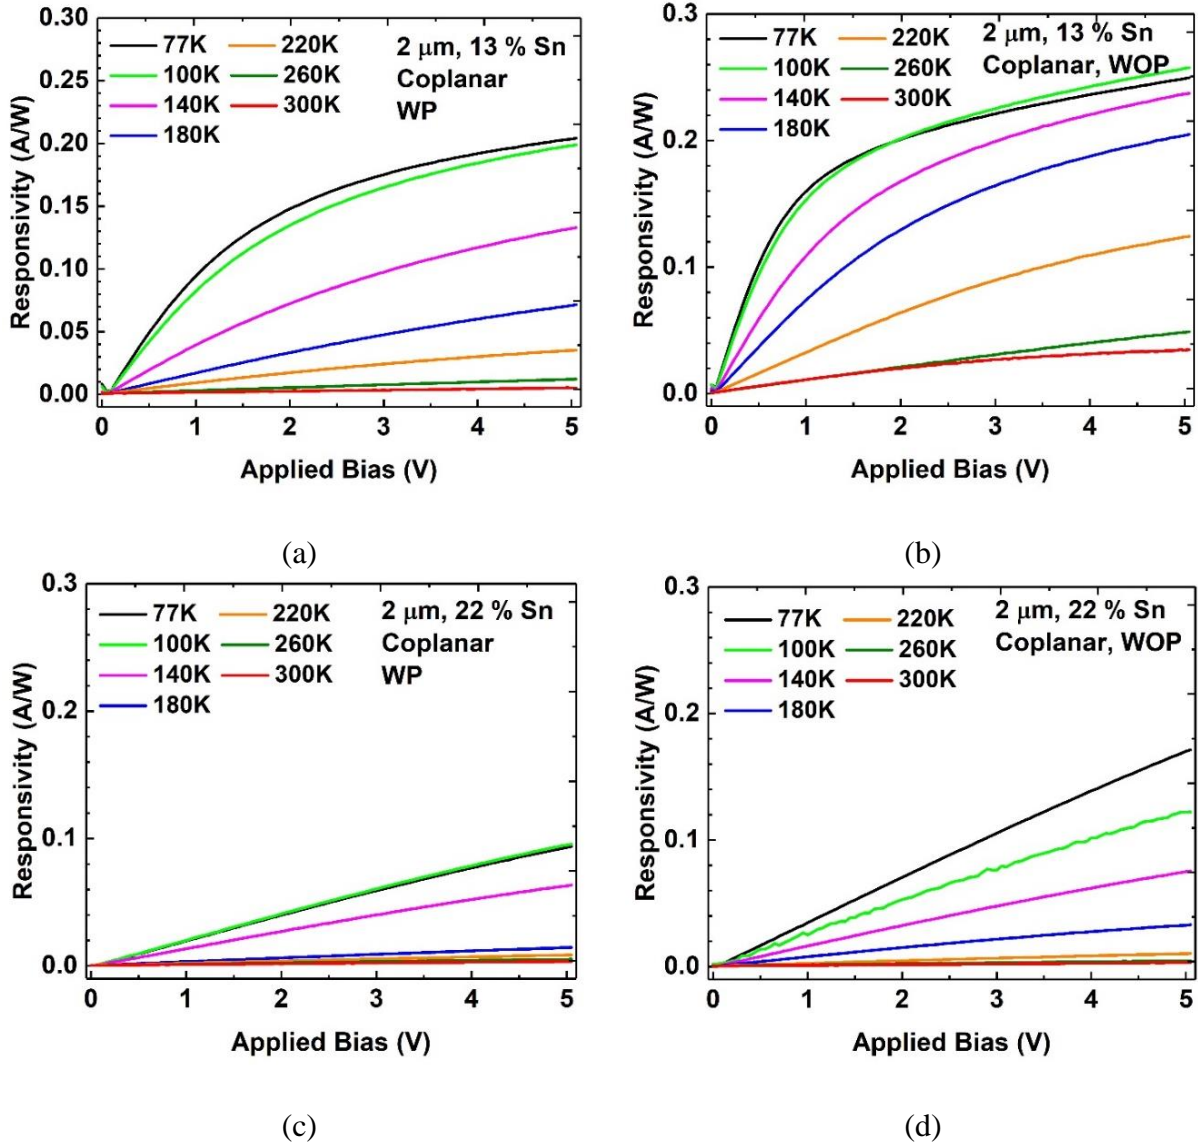 0.30
0.25
0.20
0.15
0.10
0.05
0.00
Responsivity (A/W)
77K 220K
100K 260K
140K 300K
180K
2 μm, 13 % Sn
Coplanar
WP
0 1 2 3 4 5
Applied Bias (V)
(a)
0.3
0.2
0.1
0.0
Responsivity (A/W)
77K 220K
100K 260K
140K 300K
180K
2 μm, 13 % Sn
Coplanar, WOP
0 1 2 3 4 5
Applied Bias (V)
(b)
0.3
0.2
0.1
0.0
Responsivity (A/W)
77K 220K
100K 260K
140K 300K
180K
2 μm, 22 % Sn
Coplanar
WP
0 1 2 3 4 5
Applied Bias (V)
(c)
0.3
0.2
0.1
0.0
Responsivity (A/W)
77K 220K
100K 260K
140K 300K
180K
2 μm, 22 % Sn
Coplanar, WOP
0 1 2 3 4 5
Applied Bias (V)
(d)